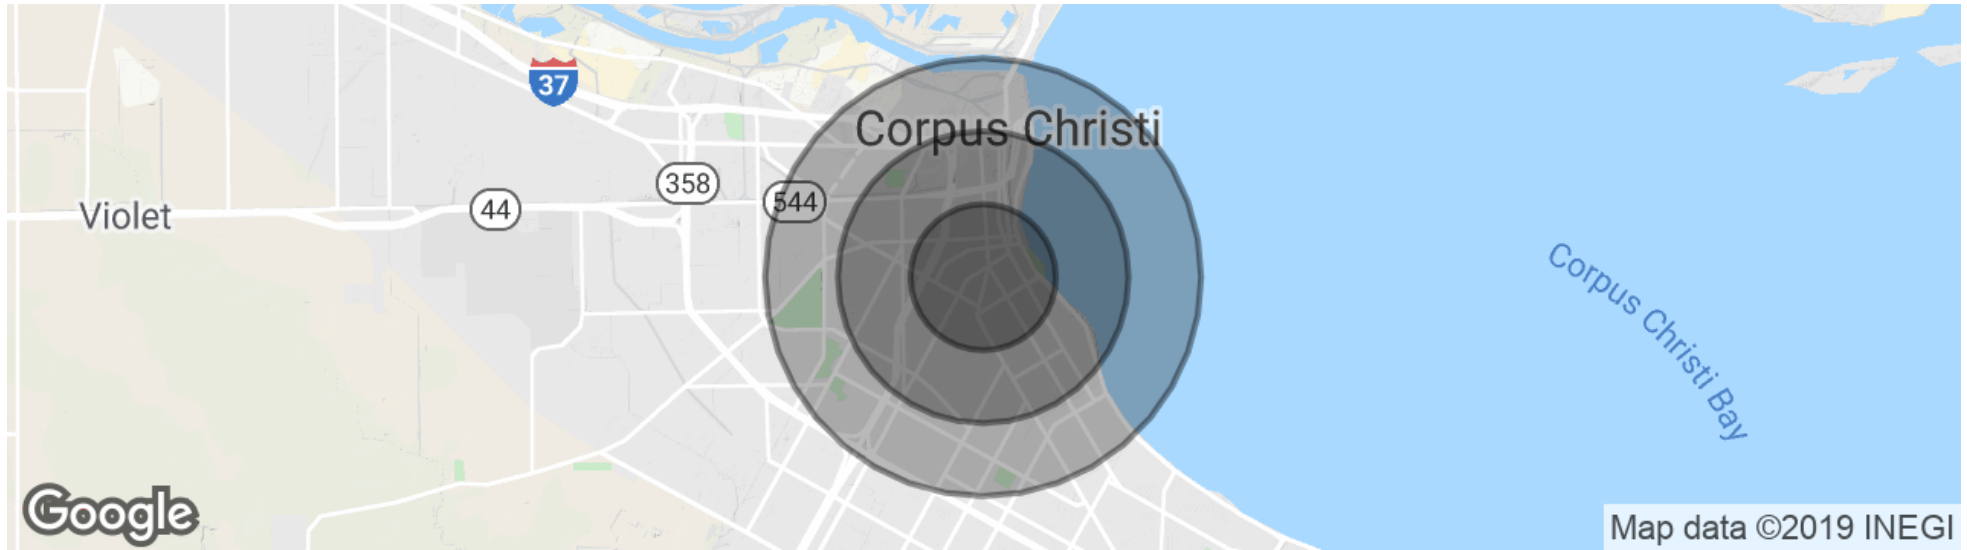 37
Corpus Christi
358
544
44
Violet
Corpus Christi Bay
Google
Map data ©2019 INEGI